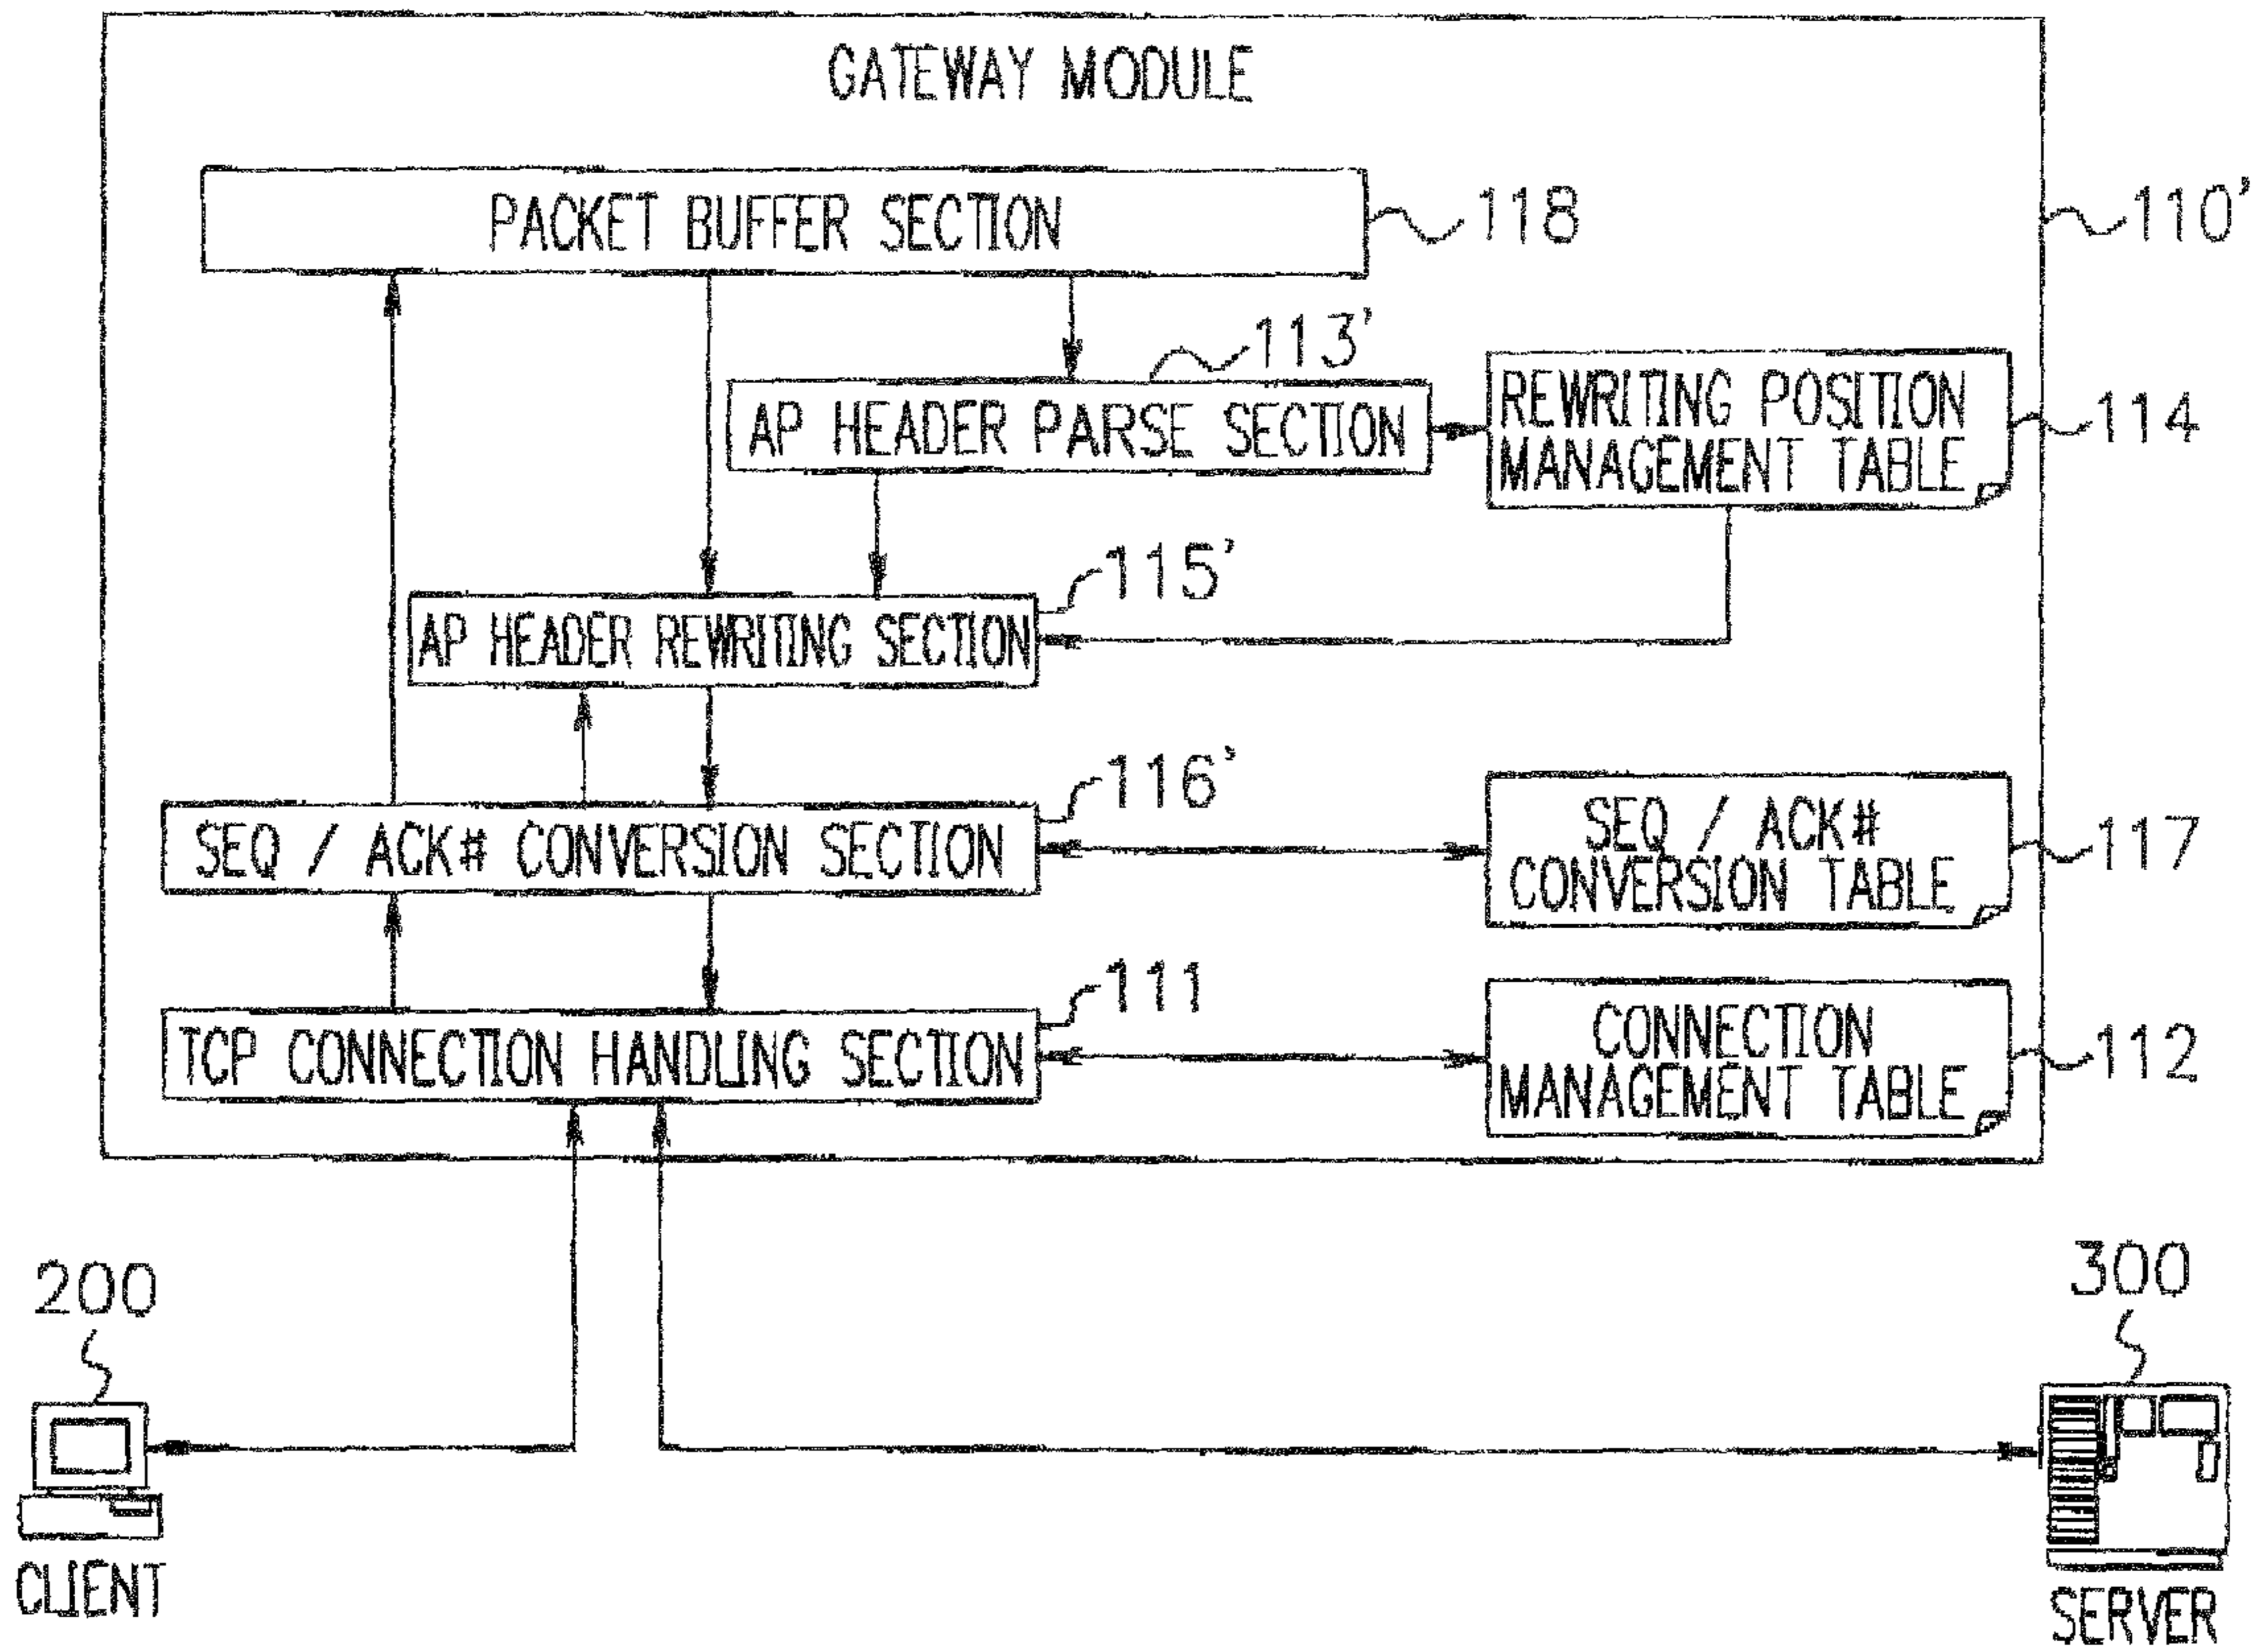 GATEWAY MODULE
PACKET BUFFER SECTION
118
110'
113'
AP HEADER PARSE SECTION
REWRITING POSITION
MANAGEMENT TABLE
114
115'
AP HEADER REWRITING SECTION
116'
SEQ / ACK# CONVERSION SECTION
SEQ / ACK#
CONVERSION TABLE
117
111
TCP CONNECTION HANDLING SECTION
CONNECTION
MANAGEMENT TABLE
112
200
300
CLIENT
SERVER